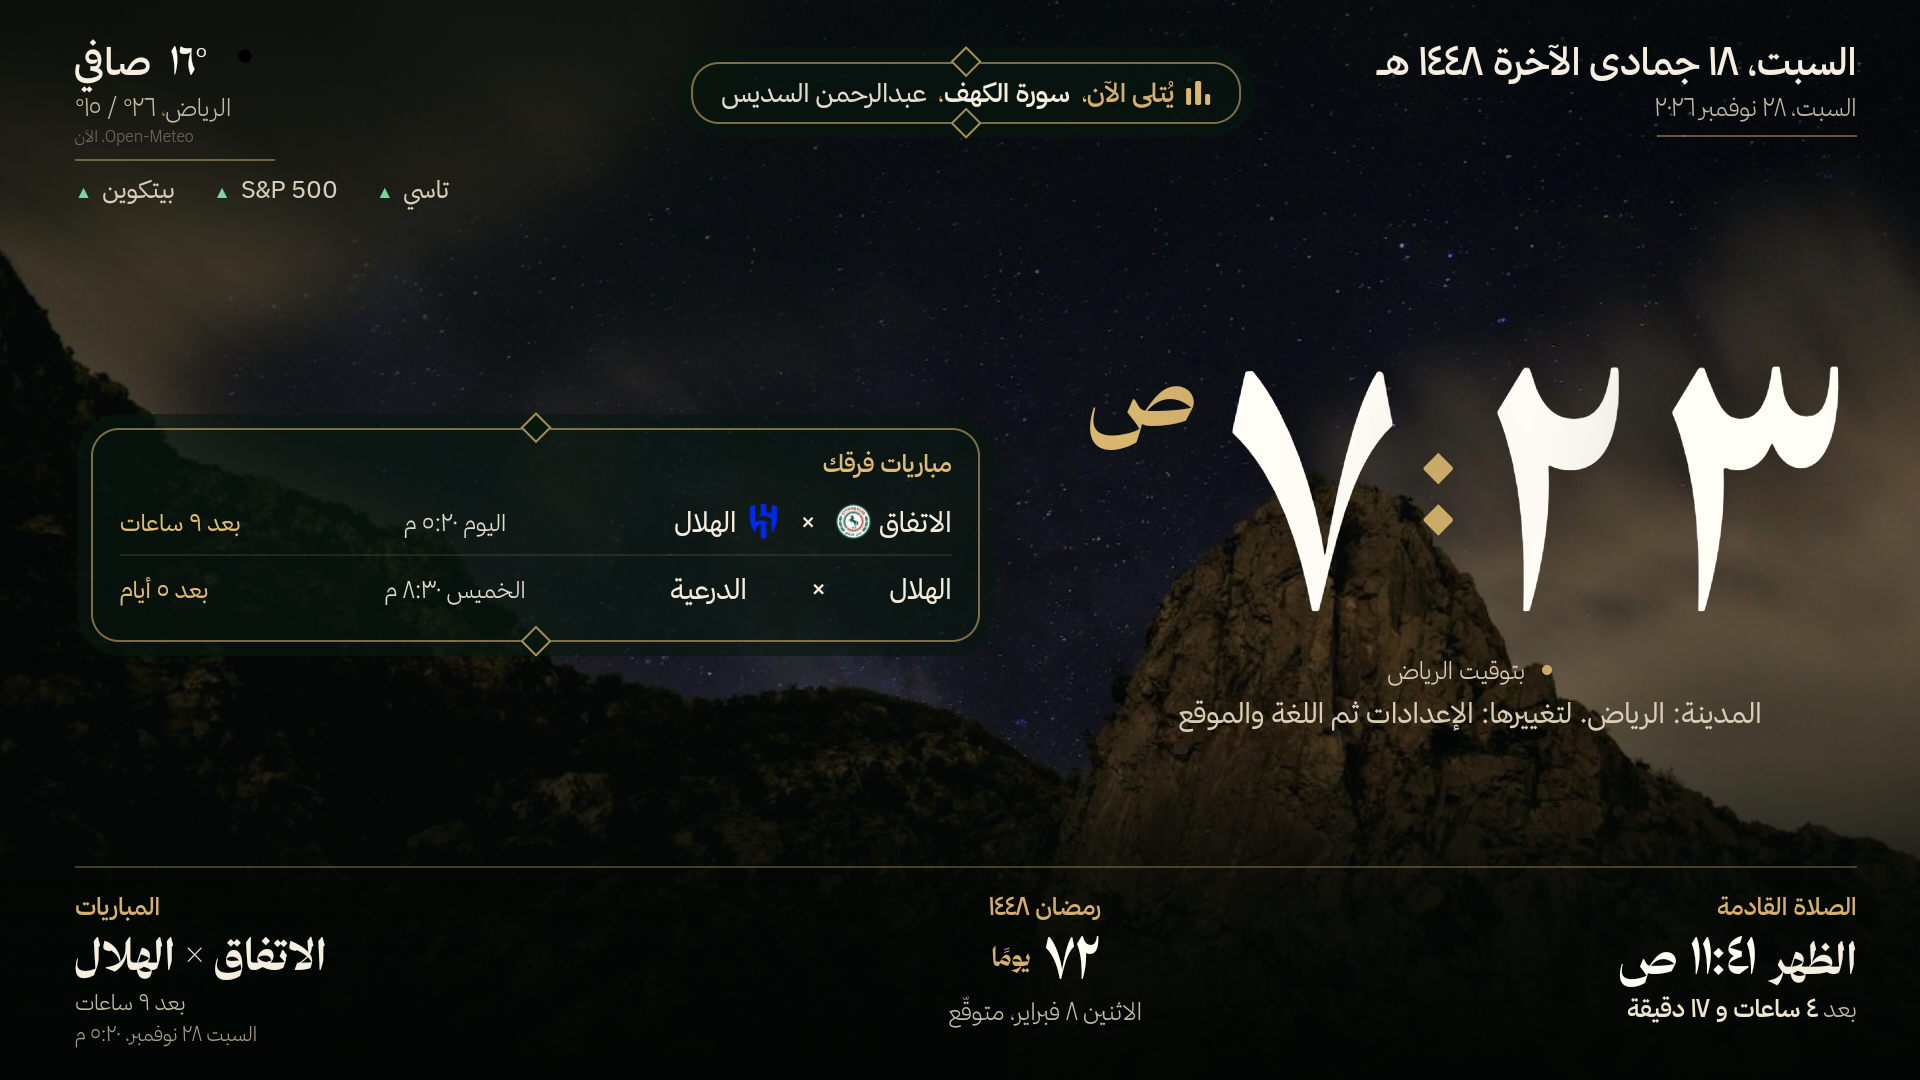 السبت، ١٨ جمادى الآخرة ١٤٤٨ هـ
السبت، ٢٨ نوفمبر ٢٠٢٦
يُتلى الآن، سورة الكهف، عبدالرحمن السديس
١٦° صافي
الرياض، ٢٦° / ١٥°
Open-Meteo، الآن
تاسي ▲ S&P 500 ▲ بيتكوين ▲
٧:٢٣ ص
بتوقيت الرياض
المدينة: الرياض. لتغييرها: الإعدادات ثم اللغة والموقع
مباريات فرقك
الاتفاق × الهلال اليوم ٥:٢٠ م بعد ٩ ساعات
الهلال × الدرعية الخميس ٨:٣٠ م بعد ٥ أيام
الصلاة القادمة
الظهر ١١:٤١ ص
بعد ٤ ساعات و ١٧ دقيقة
رمضان ١٤٤٨
٧٢ يومًا
الاثنين ٨ فبراير، متوقّع
المباريات
الاتفاق × الهلال
بعد ٩ ساعات
السبت ٢٨ نوفمبر، ٥:٢٠ م